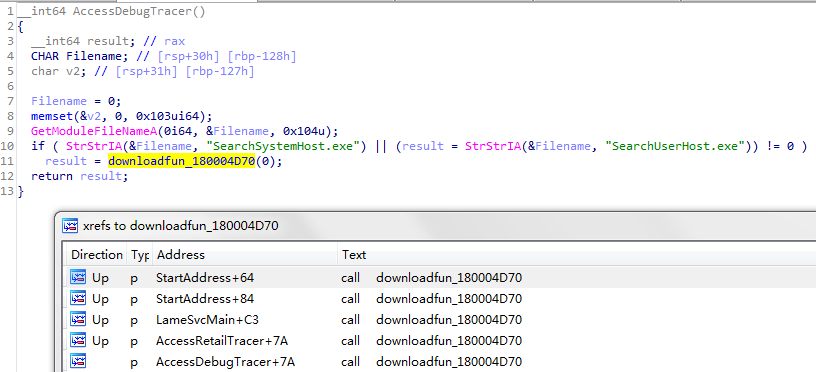 1 __int64 AccessDebugTracer()
2 {
3 __int64 result; // rax
4 CHAR Filename; // [rsp+30h] [rbp-128h]
5 char v2; // [rsp+31h] [rbp-127h]
6
7 Filename = 0;
8 memset(&v2, 0, 0x103ui64);
9 GetModuleFileNameA(0i64, &Filename, 0x104u);
10 if ( StrStrIA(&Filename, "SearchSystemHost.exe") || (result = StrStrIA(&Filename, "SearchUserHost.exe")) != 0 )
11 result = downloadfun_180004D70(0);
12 return result;
13 }
xrefs to downloadfun_180004D70
Direction Typ Address Text
Up p StartAddress+64 call downloadfun_180004D70
Up p StartAddress+84 call downloadfun_180004D70
Up p LameSvcMain+C3 call downloadfun_180004D70
Up p AccessRetailTracer+7A call downloadfun_180004D70
p AccessDebugTracer+7A call downloadfun_180004D70